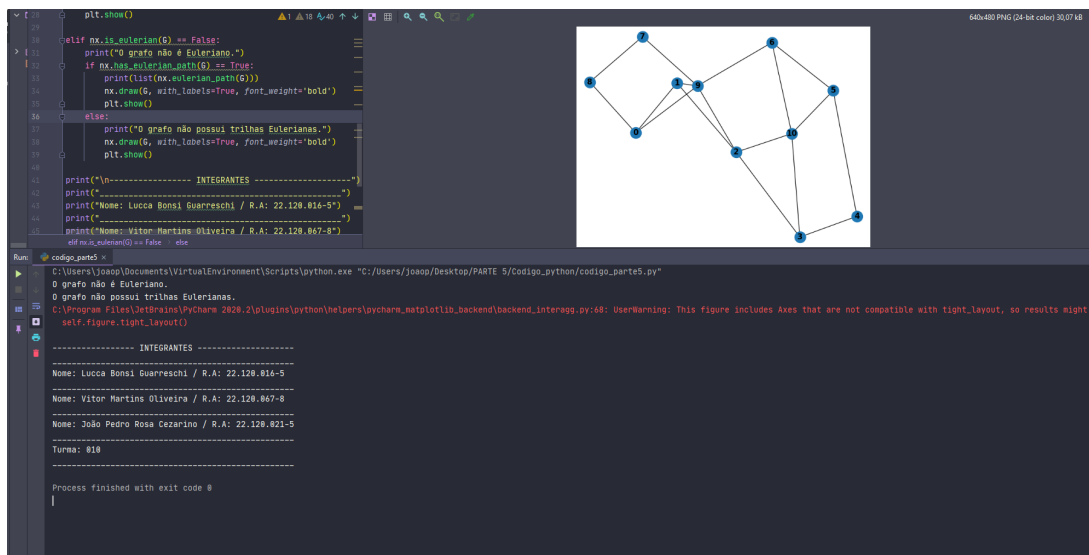 28 plt.show()
1 18 40
640x480 PNG (24-bit color) 30,07 kB
29
30 elif nx.is_eulerian(G) == False:
31 print("O grafo não é Euleriano.")
32 if nx.has_eulerian_path(G) == True:
33 print(list(nx.eulerian_path(G)))
34 nx.draw(G, with_labels=True, font_weight='bold')
35 plt.show()
36 else:
37 print("O grafo não possui trilhas Eulerianas.")
38 nx.draw(G, with_labels=True, font_weight='bold')
39 plt.show()
40
41 print("\n----------------- INTEGRANTES -------------------")
42 print("________________________________________________")
43 print("Nome: Lucca Bonsi Guarreschi / R.A: 22.120.016-5")
44 print("________________________________________________")
45 print("Nome: Vitor Martins Oliveira / R.A: 22.120.067-8")
elif nx.is_eulerian(G) == False › else
7
6
8
1
9
5
0
10
2
4
3
Run: codigo_parte5 ×
C:\Users\joaop\Documents\VirtualEnvironment\Scripts\python.exe "C:/Users/joaop/Desktop/PARTE 5/Codigo_python/codigo_parte5.py"
O grafo não é Euleriano.
O grafo não possui trilhas Eulerianas.
C:\Program Files\JetBrains\PyCharm 2020.2\plugins\python\helpers\pycharm_matplotlib_backend\backend_interagg.py:68: UserWarning: This figure includes Axes that are not compatible with tight_layout, so results might
self.figure.tight_layout()
----------------- INTEGRANTES -------------------
________________________________________________
Nome: Lucca Bonsi Guarreschi / R.A: 22.120.016-5
________________________________________________
Nome: Vitor Martins Oliveira / R.A: 22.120.067-8
________________________________________________
Nome: João Pedro Rosa Cezarino / R.A: 22.120.021-5
________________________________________________
Turma: 010
________________________________________________
Process finished with exit code 0